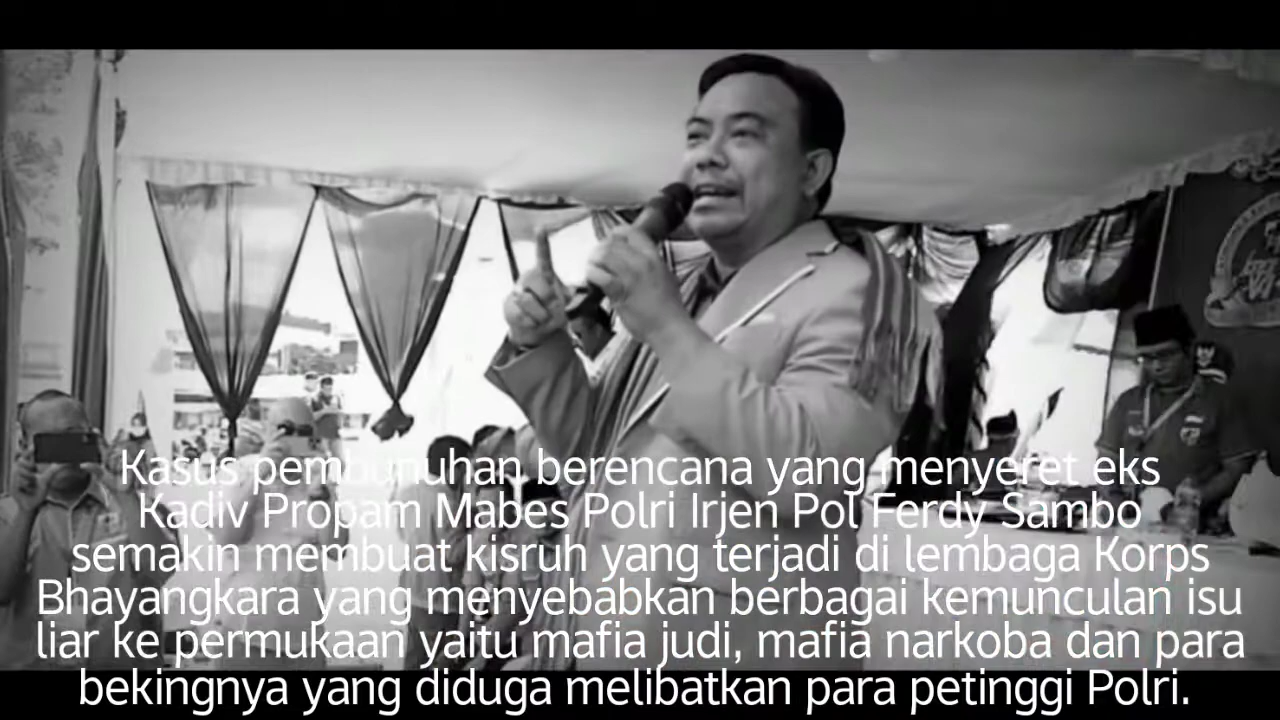 Kasus pembunuhan berencana yang menyeret eks
Kadiv Propam Mabes Polri Irjen Pol Ferdy Sambo
semakin membuat kisruh yang terjadi di lembaga Korps
Bhayangkara yang menyebabkan berbagai kemunculan isu
liar ke permukaan yaitu mafia judi, mafia narkoba dan para
bekingnya yang diduga melibatkan para petinggi Polri.